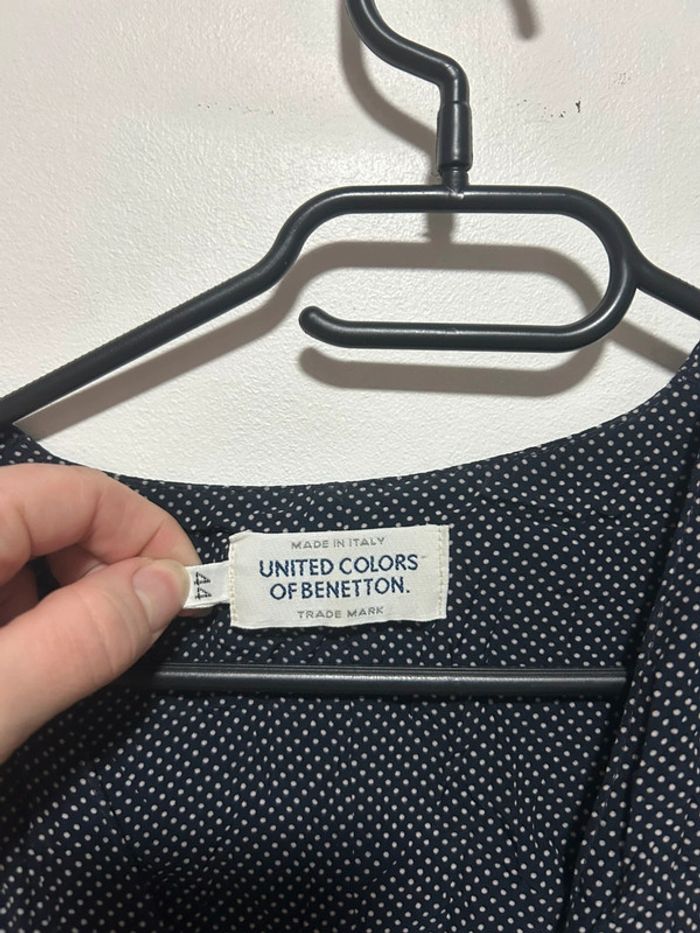 MADE IN ITALY
UNITED COLORS
OF BENETTON.
TRADE MARK
44